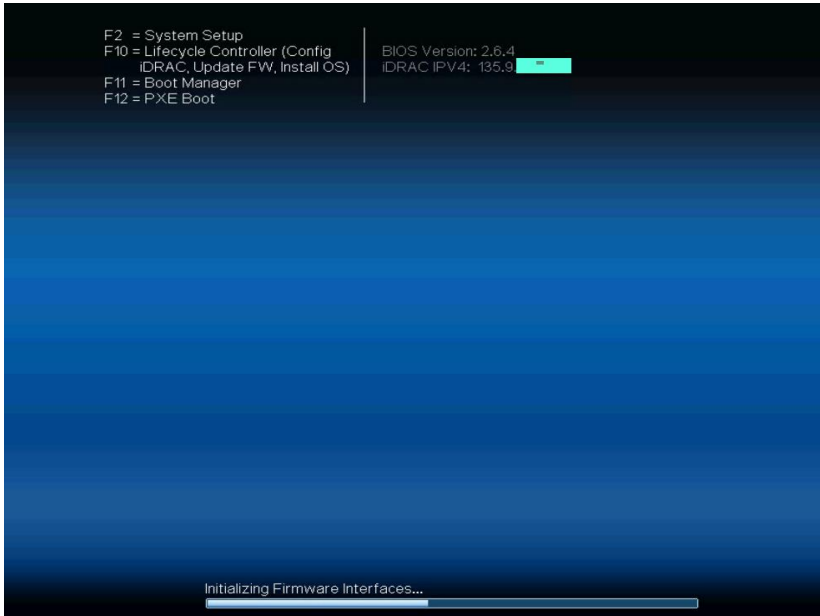 F2 = System Setup
F10 = Lifecycle Controller (Config
iDRAC, Update FW, Install OS)
F11 = Boot Manager
F12 = PXE Boot
BIOS Version: 2.6.4
iDRAC IPV4: 135.9.
Initializing Firmware Interfaces...